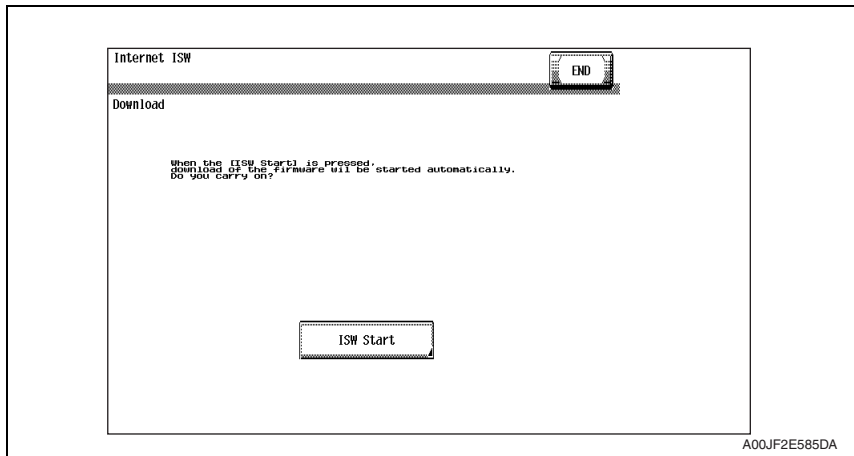 Internet ISW
END
Download
When the [ISW Start] is pressed,
download of the firmware wil be started automatically.
Do you carry on?
ISW Start
A00JF2E585DA